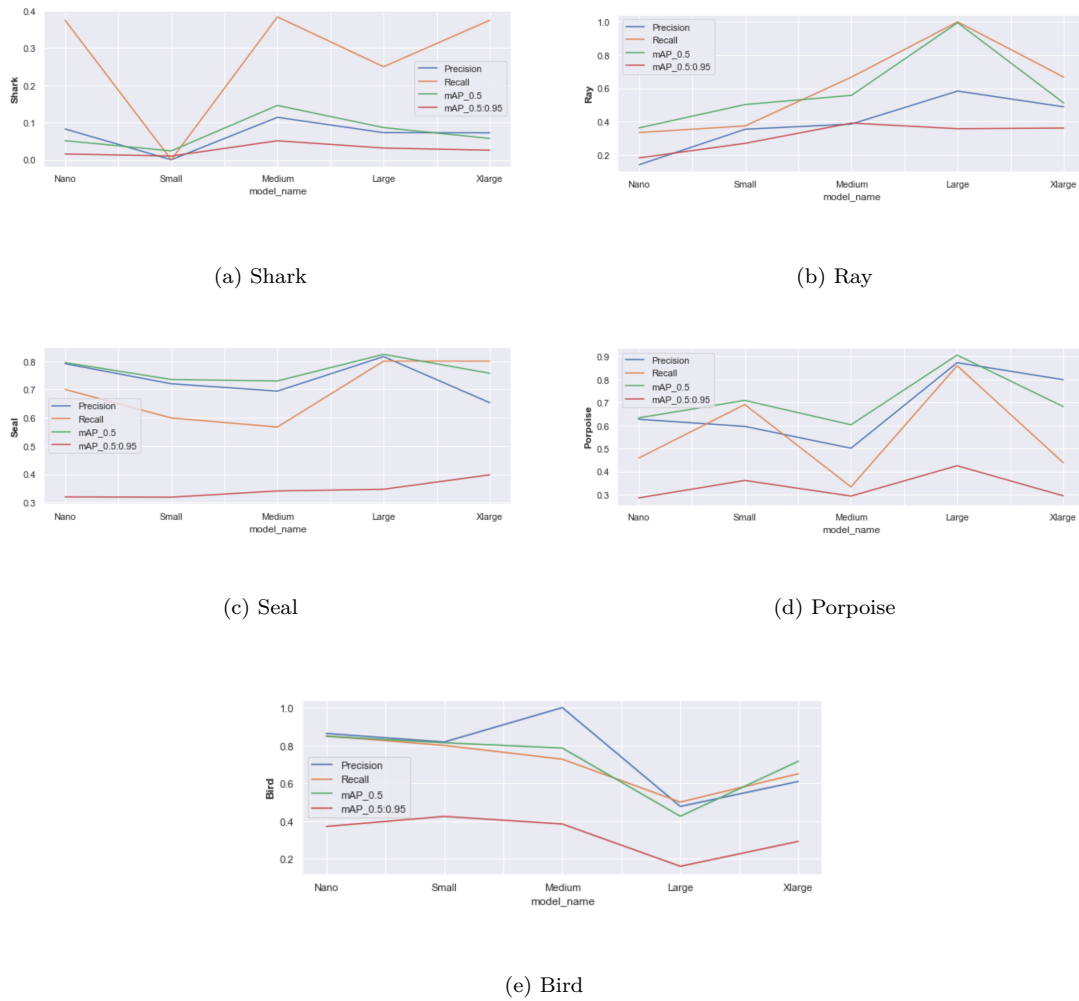 0.4
0.3
0.2
0.1
0.0
Shark
Precision
Recall
mAP_0.5
mAP_0.5:0.95
Nano Small Medium Large Xlarge
model_name
(a) Shark
1.0
0.8
0.6
0.4
0.2
Ray
Precision
Recall
mAP_0.5
mAP_0.5:0.95
Nano Small Medium Large Xlarge
model_name
(b) Ray
0.8
0.7
0.6
0.5
0.4
0.3
Seal
Precision
Recall
mAP_0.5
mAP_0.5:0.95
Nano Small Medium Large Xlarge
model_name
(c) Seal
0.9
0.8
0.7
0.6
0.5
0.4
0.3
Porpoise
Precision
Recall
mAP_0.5
mAP_0.5:0.95
Nano Small Medium Large Xlarge
model_name
(d) Porpoise
1.0
0.8
0.6
0.4
0.2
Bird
Precision
Recall
mAP_0.5
mAP_0.5:0.95
Nano Small Medium Large Xlarge
model_name
(e) Bird